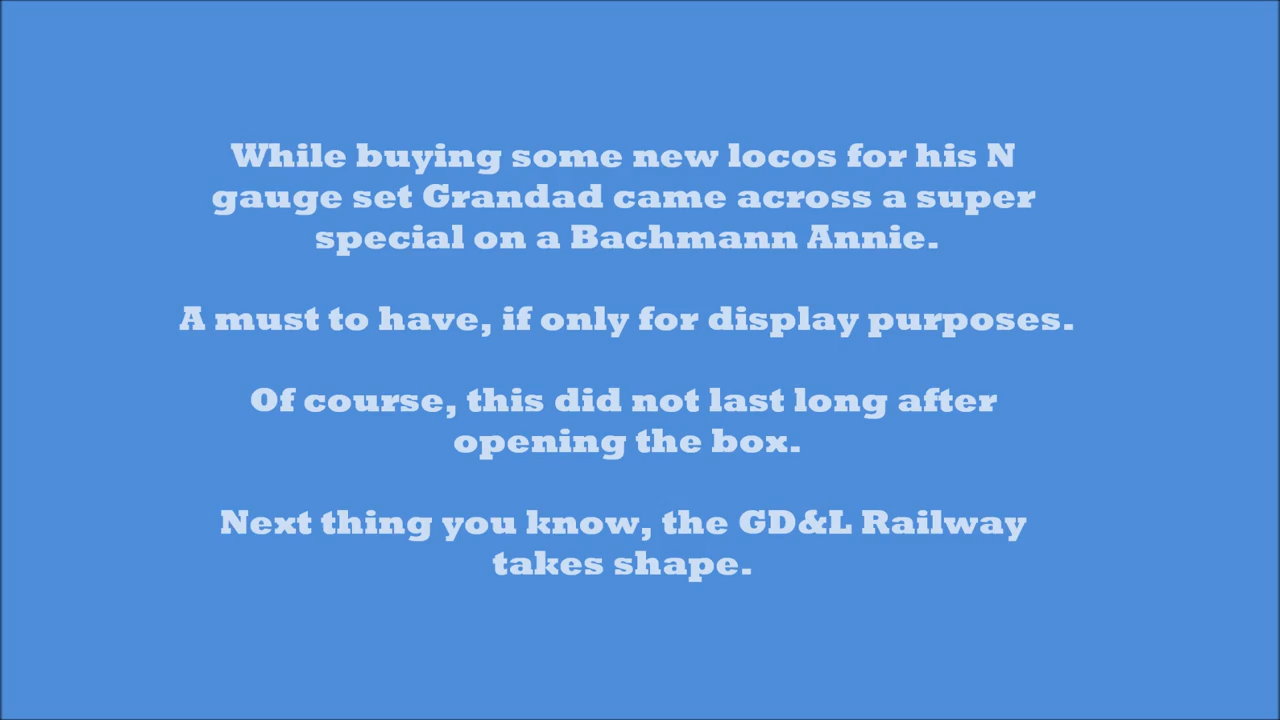 While buying some new locos for his N
gauge set Grandad came across a super
special on a Bachmann Annie.
A must to have, if only for display purposes.
Of course, this did not last long after
opening the box.
Next thing you know, the GD&L Railway
takes shape.